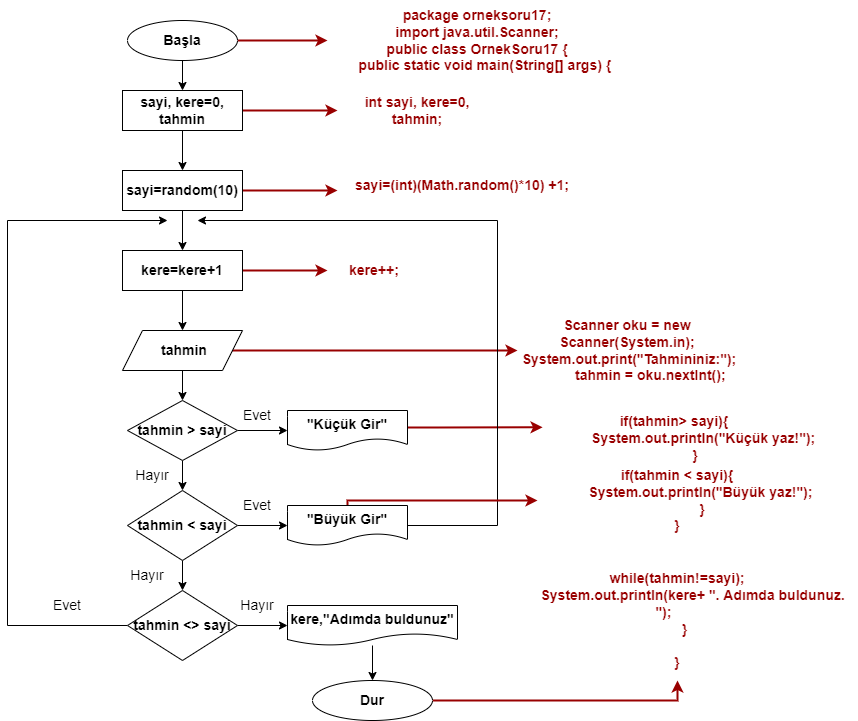 Başla
package orneksoru17;
import java.util.Scanner;
public class OrnekSoru17 {
public static void main(String[] args) {
sayi, kere=0,
tahmin
int sayi, kere=0,
tahmin;
sayi=random(10)
sayi=(int)(Math.random()*10) +1;
kere=kere+1
kere++;
tahmin
Scanner oku = new
Scanner(System.in);
System.out.print("Tahmininiz:");
tahmin = oku.nextInt();
tahmin > sayi
Evet
"Küçük Gir"
if(tahmin> sayi){
System.out.println("Küçük yaz!");
}
Hayır
tahmin < sayi
Evet
"Büyük Gir"
if(tahmin < sayi){
System.out.println("Büyük yaz!");
}
}
Hayır
tahmin <> sayi
Evet
Hayır
kere,"Adımda buldunuz"
while(tahmin!=sayi);
System.out.println(kere+ ". Adımda buldunuz.
");
}
}
Dur